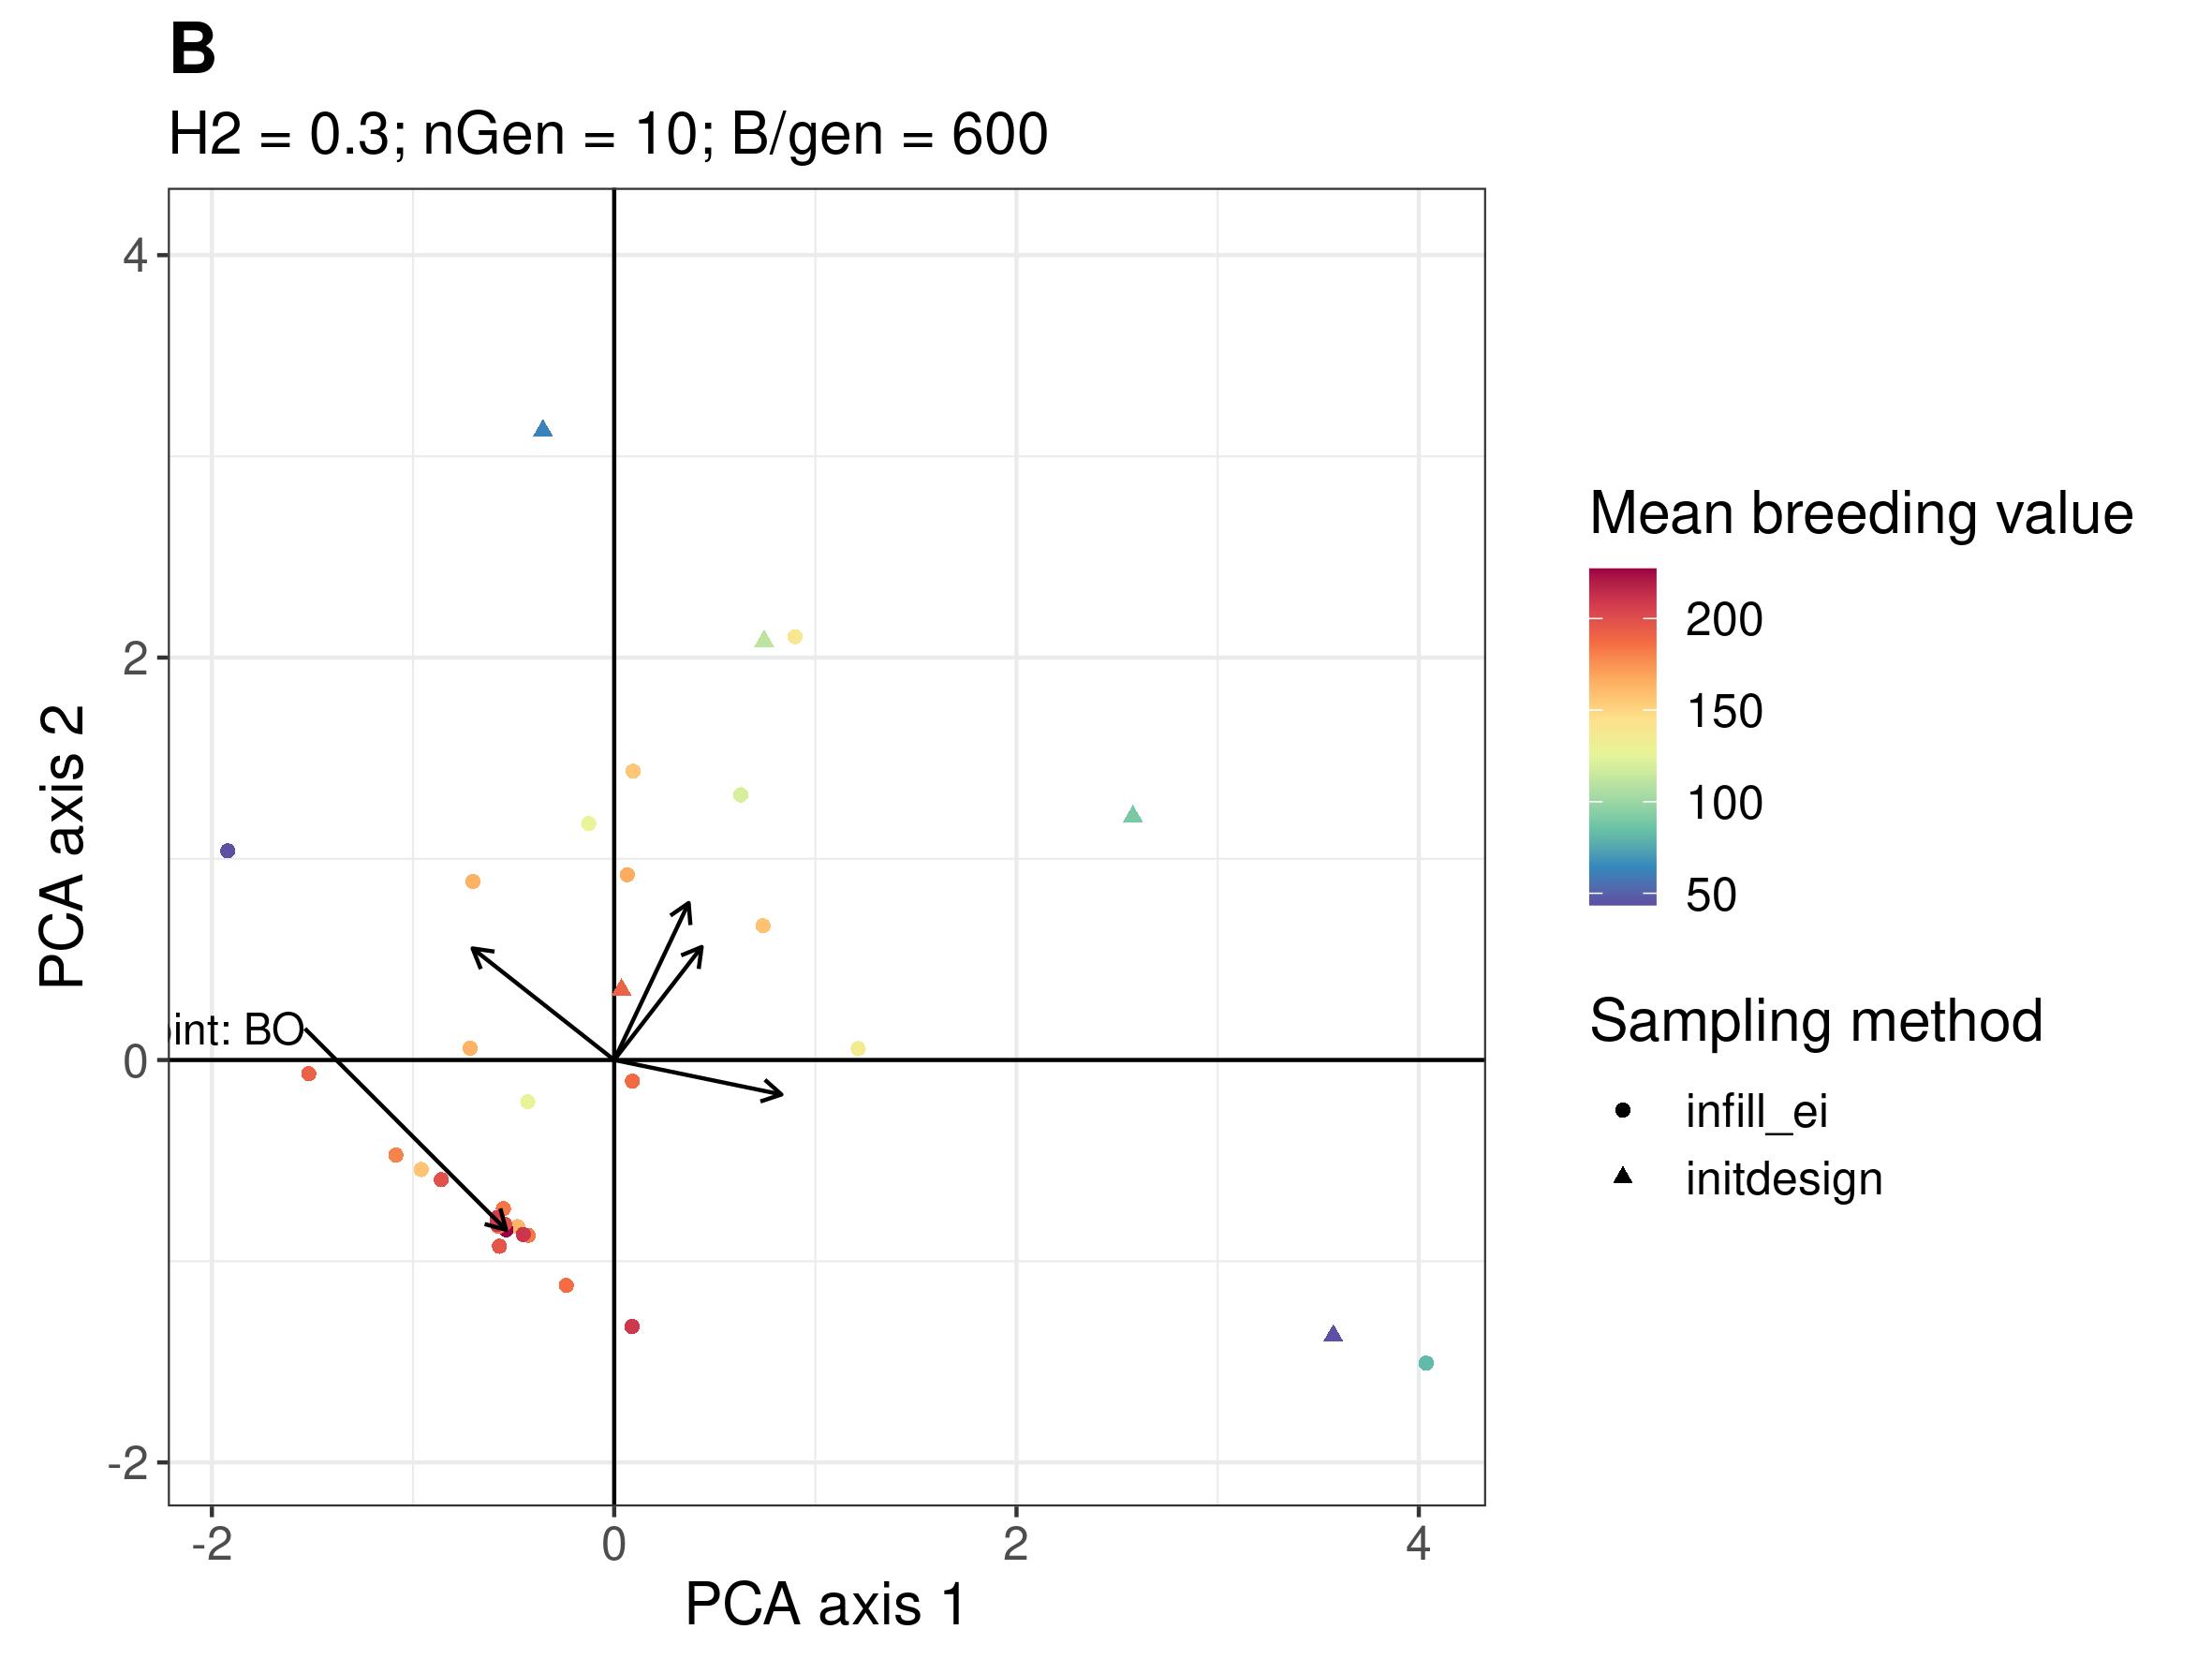 B
H2 = 0.3; nGen = 10; B/gen = 600
4
2
0
-2
PCA axis 2
int: BO
-2
0
2
4
PCA axis 1
Mean breeding value
200
150
100
50
Sampling method
infill_ei
initdesign